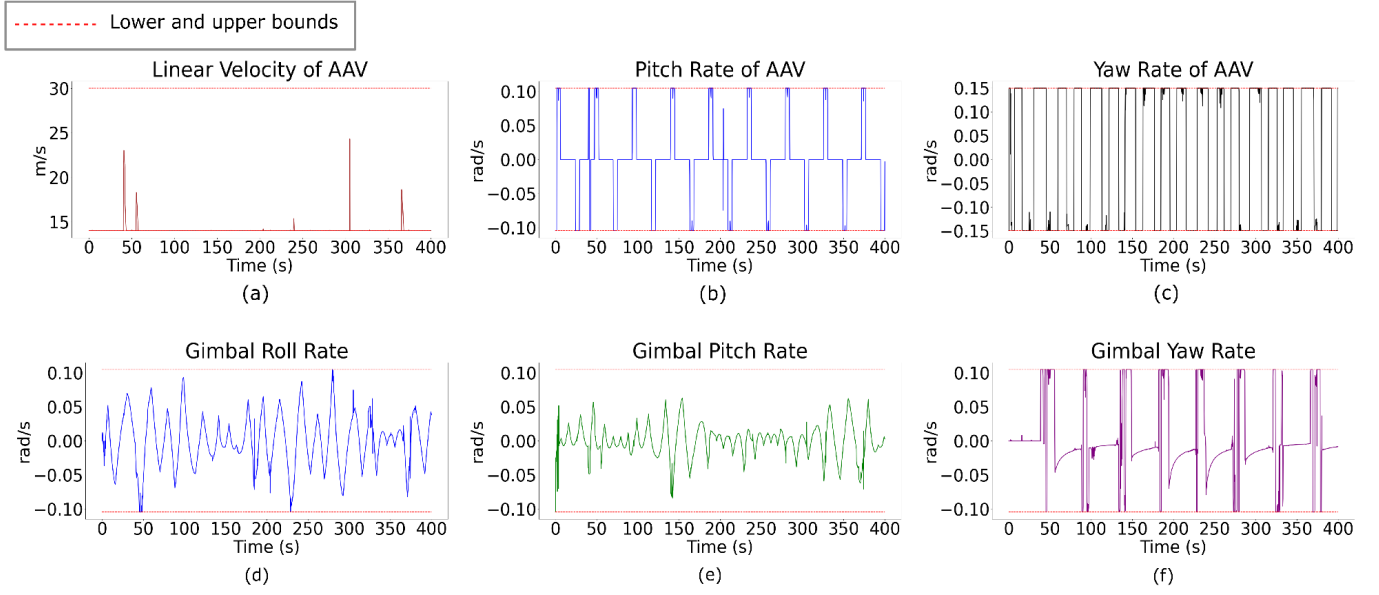 Lower and upper bounds
Linear Velocity of AAV
30
25
20
15
m/s
0 50 100 150 200 250 300 350 400
Time (s)
(a)
Pitch Rate of AAV
0.10
0.05
0.00
−0.05
−0.10
rad/s
0 50 100 150 200 250 300 350 400
Time (s)
(b)
Yaw Rate of AAV
0.15
0.10
0.05
0.00
−0.05
−0.10
−0.15
rad/s
0 50 100 150 200 250 300 350 400
Time (s)
(c)
Gimbal Roll Rate
0.10
0.05
0.00
−0.05
−0.10
rad/s
0 50 100 150 200 250 300 350 400
Time (s)
(d)
Gimbal Pitch Rate
0.10
0.05
0.00
−0.05
−0.10
rad/s
0 50 100 150 200 250 300 350 400
Time (s)
(e)
Gimbal Yaw Rate
0.10
0.05
0.00
−0.05
−0.10
rad/s
0 50 100 150 200 250 300 350 400
Time (s)
(f)